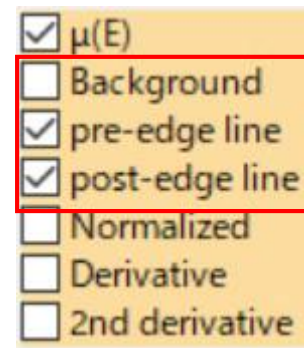 μ(E)
Background
pre-edge line
post-edge line
Normalized
Derivative
2nd derivative